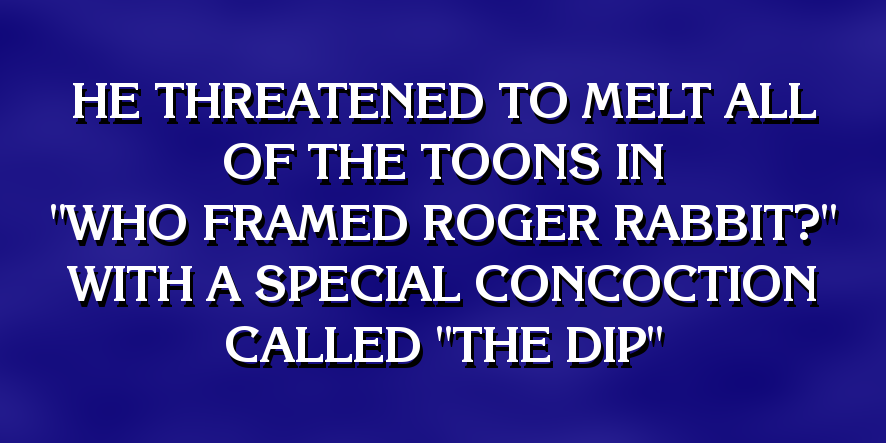 HE THREATENED TO MELT ALL
OF THE TOONS IN
"WHO FRAMED ROGER RABBIT?"
WITH A SPECIAL CONCOCTION
CALLED "THE DIP"